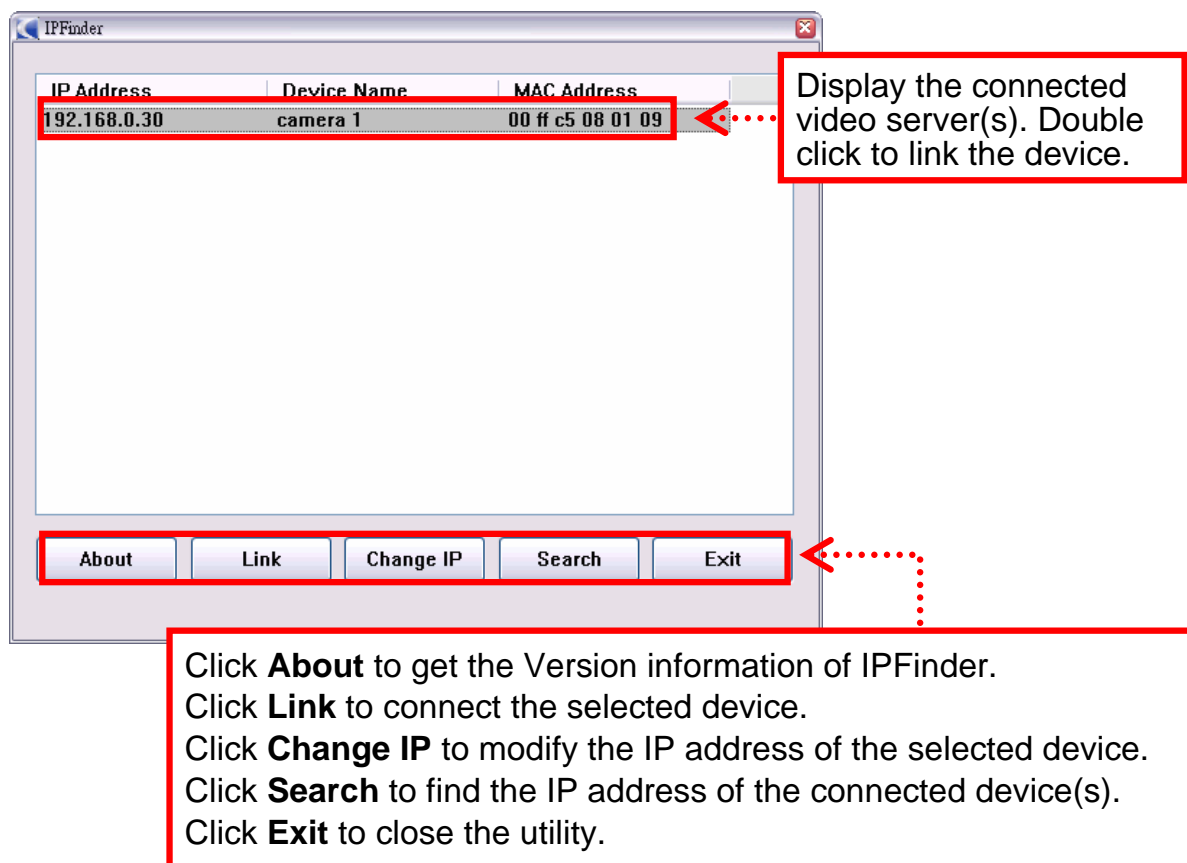 IPFinder
IP Address Device Name MAC Address
192.168.0.30 camera 1 00 ff c5 08 01 09
Display the connected
video server(s). Double
click to link the device.
About Link Change IP Search Exit
Click About to get the Version information of IPFinder.
Click Link to connect the selected device.
Click Change IP to modify the IP address of the selected device.
Click Search to find the IP address of the connected device(s).
Click Exit to close the utility.